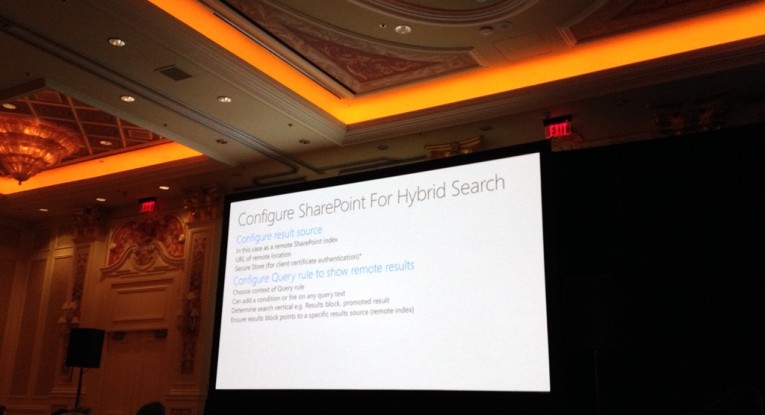 EXIT
EXIT
Configure SharePoint For Hybrid Search
Configure result source
In this case as a remote SharePoint index
URL of remote location
Secure Store (for client certificate authentication)*
Configure Query rule to show remote results
Choose context of Query rule
Can add a condition or fire on any query text
Determine search vertical e.g. Results block, promoted result
Ensure results block points to a specific results source (remote index)